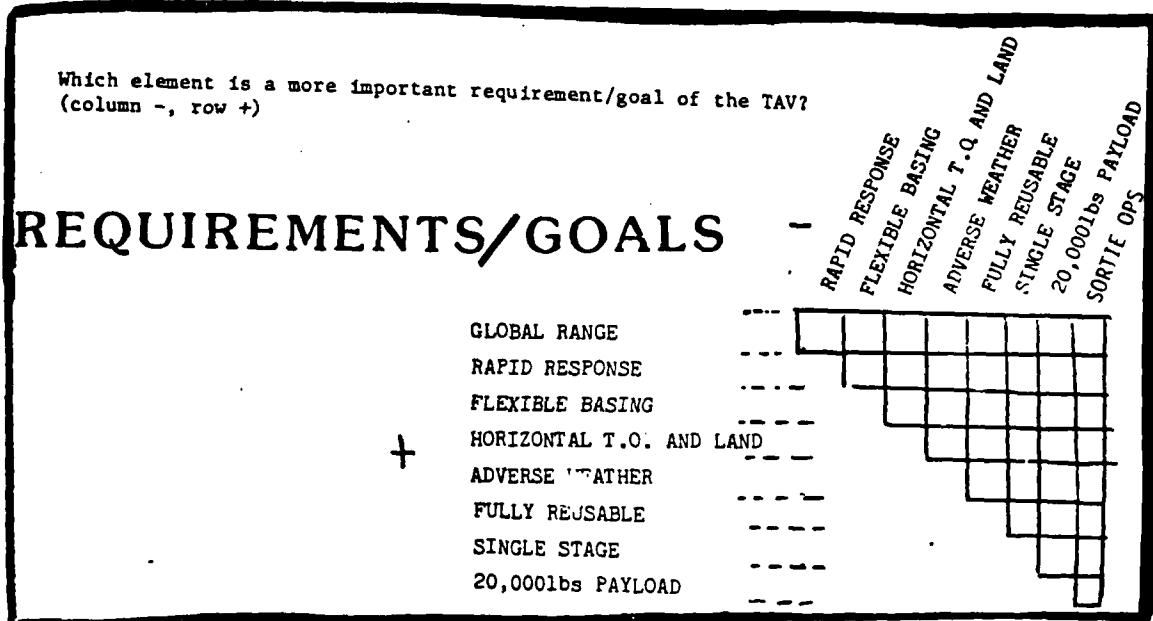 Which element is a more important requirement/goal of the TAV?
(column -, row +)
REQUIREMENTS/GOALS -
RAPID RESPONSE
FLEXIBLE BASING
HORIZONTAL T.O. AND LAND
ADVERSE WEATHER
FULLY REUSABLE
SINGLE STAGE
20,000lbs PAYLOAD
SORTIE OPS
+
GLOBAL RANGE
RAPID RESPONSE
FLEXIBLE BASING
HORIZONTAL T.O. AND LAND
ADVERSE
FULLY REUSABLE
SINGLE STAGE
20,000lbs PAYLOAD